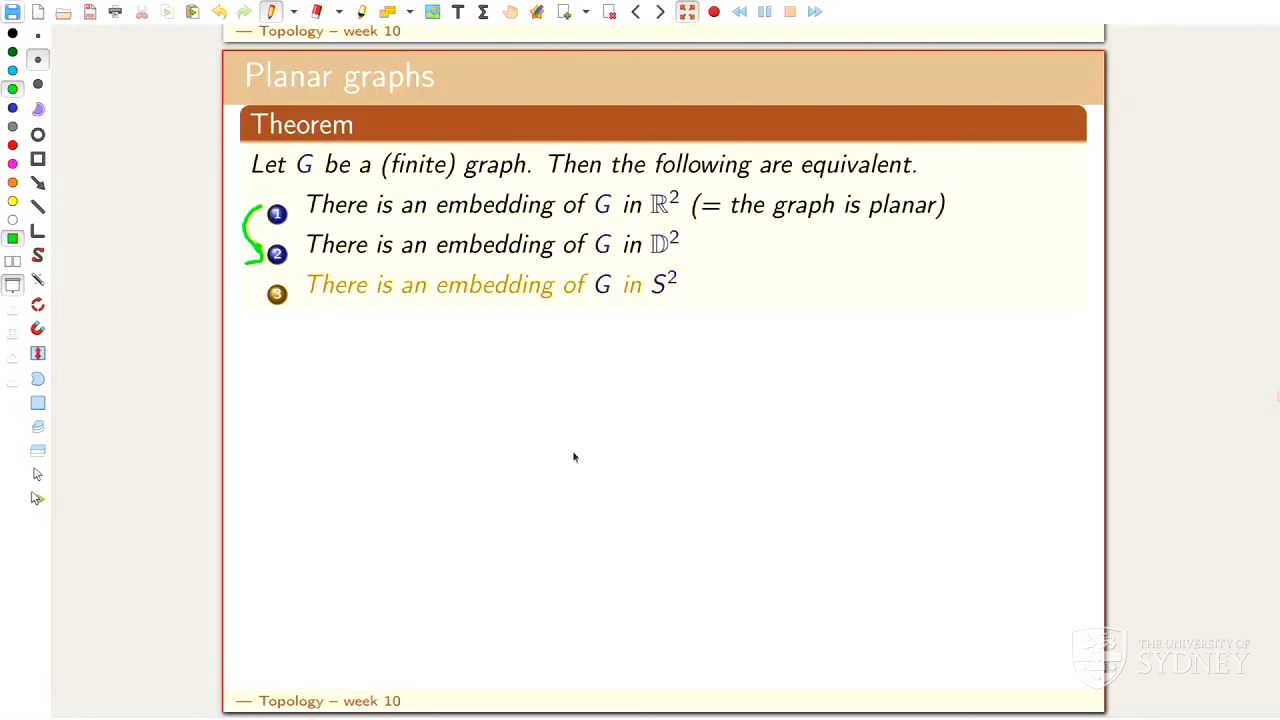 — Topology – week 10
Planar graphs
Theorem
Let G be a (finite) graph. Then the following are equivalent.
1 There is an embedding of G in ℝ² (= the graph is planar)
2 There is an embedding of G in 𝔻²
3 There is an embedding of G in S²
THE UNIVERSITY OF
SYDNEY
— Topology – week 10